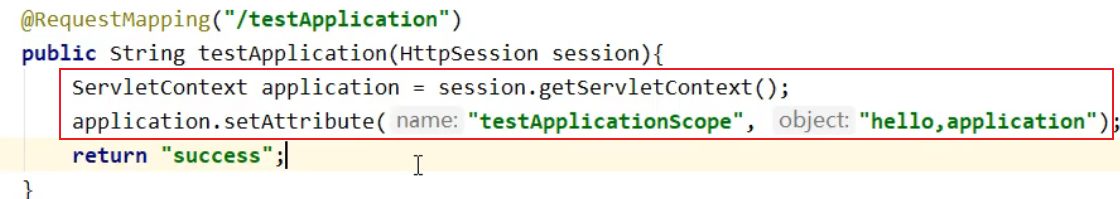 @RequestMapping("/testApplication")
public String testApplication(HttpSession session){
ServletContext application = session.getServletContext();
application.setAttribute( name: "testApplicationScope", object: "hello,application");
return "success";
}